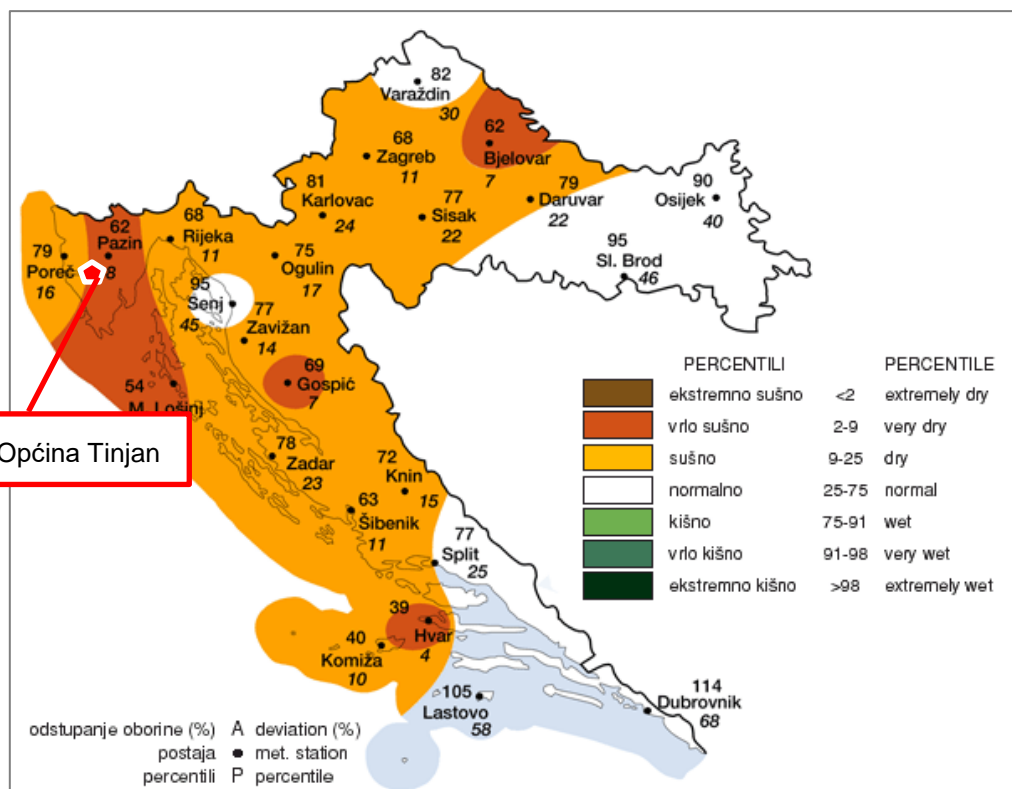 82
Varaždin
30
62
Bjelovar
7
68
Zagreb
11
81
Karlovac
24
77
Sisak
22
79
Daruvar
22
90
Osijek
40
95
Sl. Brod
46
79
Poreč
16
62
Pazin
8
68
Rijeka
11
75
Ogulin
17
95
Senj
45
77
Zavižan
14
69
Gospić
7
54
M. Lošinj
Općina Tinjan
78
Zadar
23
72
Knin
15
63
Šibenik
11
77
Split
25
39
Hvar
4
40
Komiža
10
105
Lastovo
58
114
Dubrovnik
68
PERCENTILI PERCENTILE
ekstremno sušno <2 extremely dry
vrlo sušno 2-9 very dry
sušno 9-25 dry
normalno 25-75 normal
kišno 75-91 wet
vrlo kišno 91-98 very wet
ekstremno kišno >98 extremely wet
odstupanje oborine (%) A deviation (%)
postaja met. station
percentili P percentile